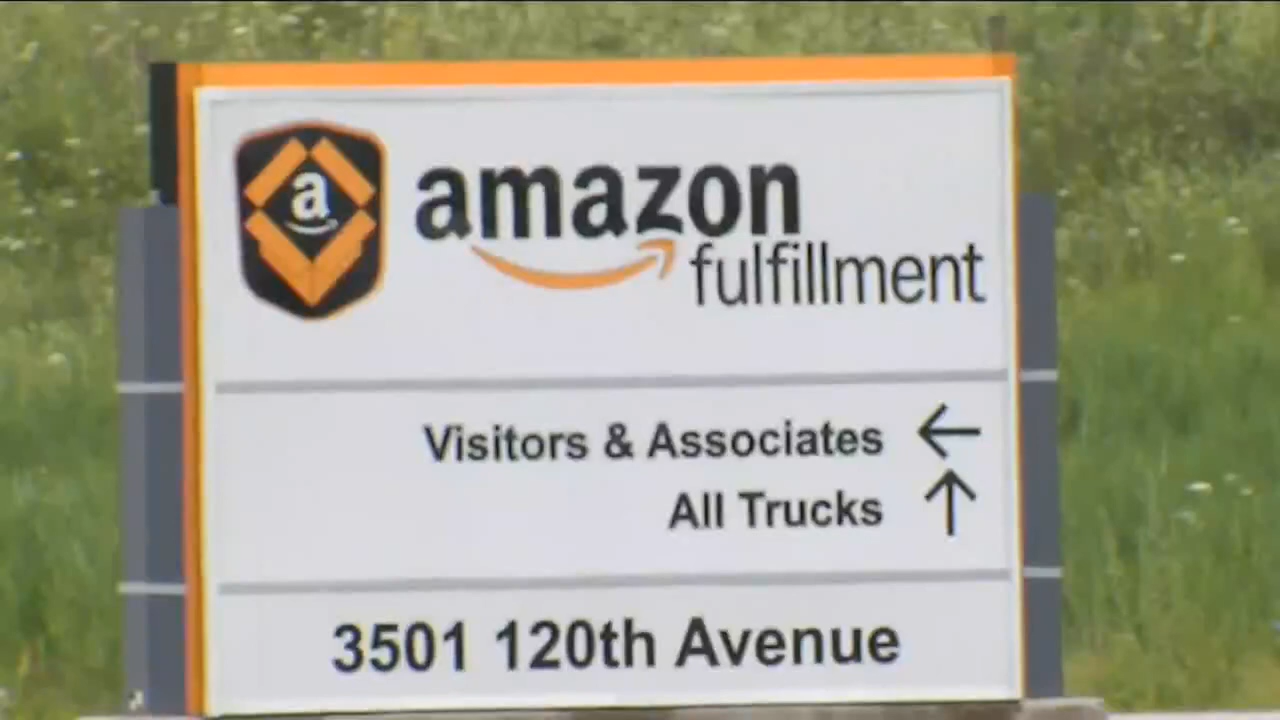 a
amazon
fulfillment
Visitors & Associates ←
All Trucks ↑
3501 120th Avenue